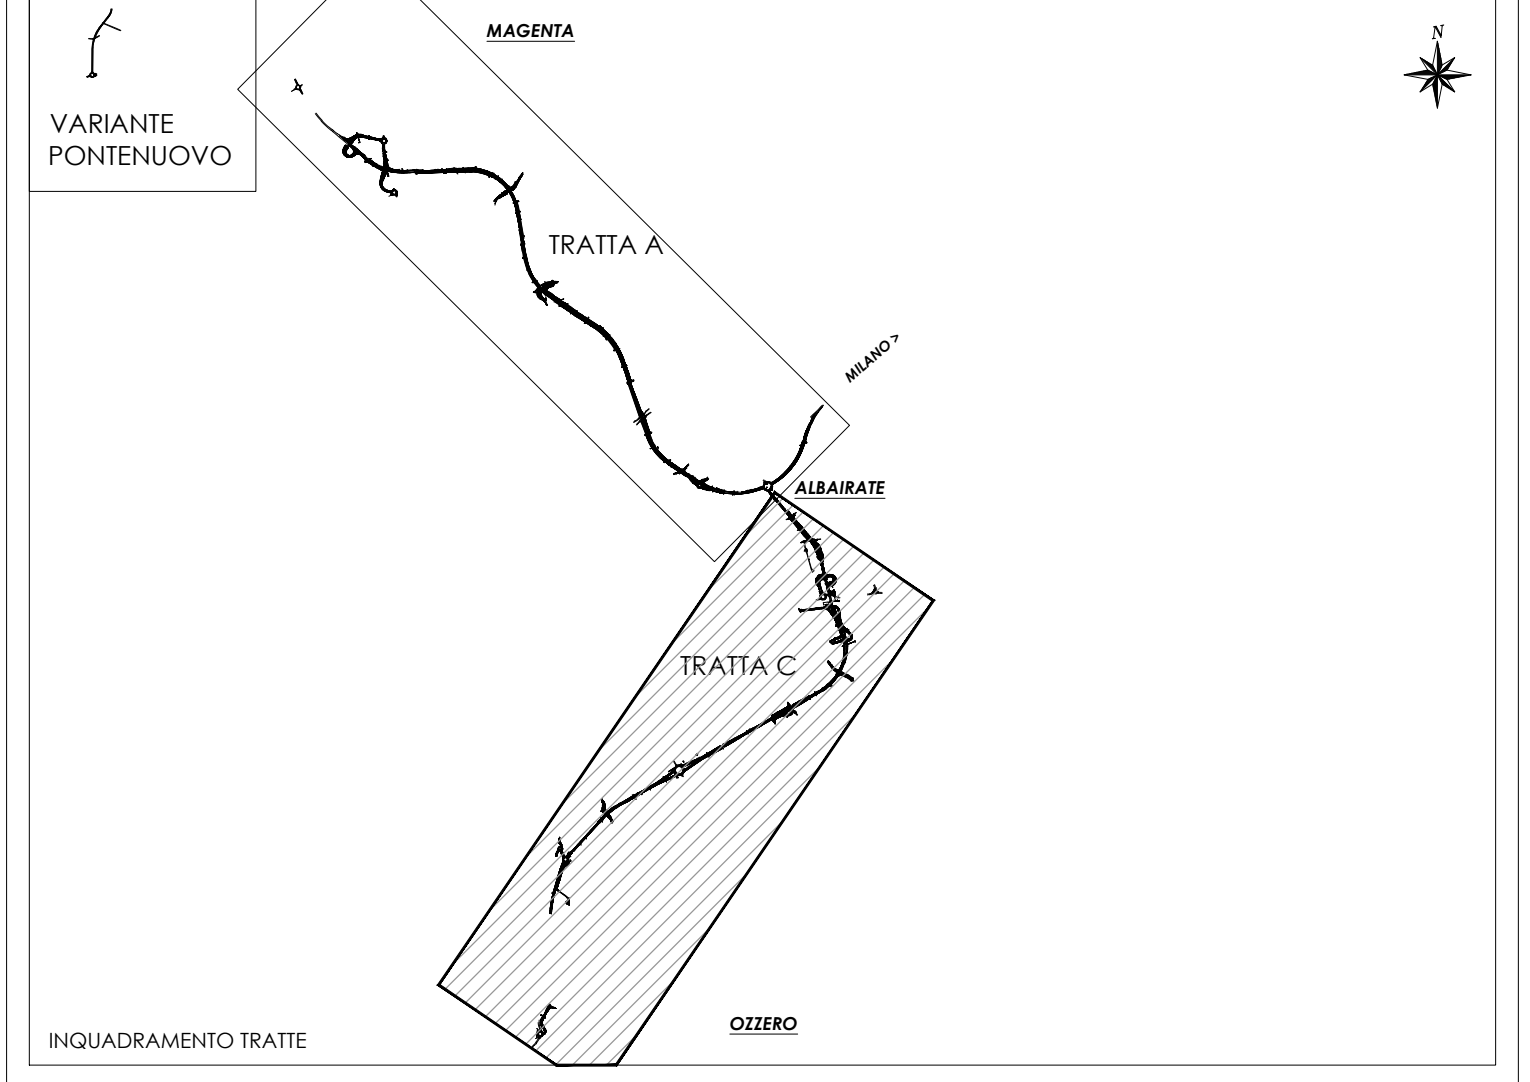 MAGENTA
N
VARIANTE
PONTENUOVO
TRATTA A
MILANO >
ALBAIRATE
TRATTA C
OZZERO
INQUADRAMENTO TRATTE